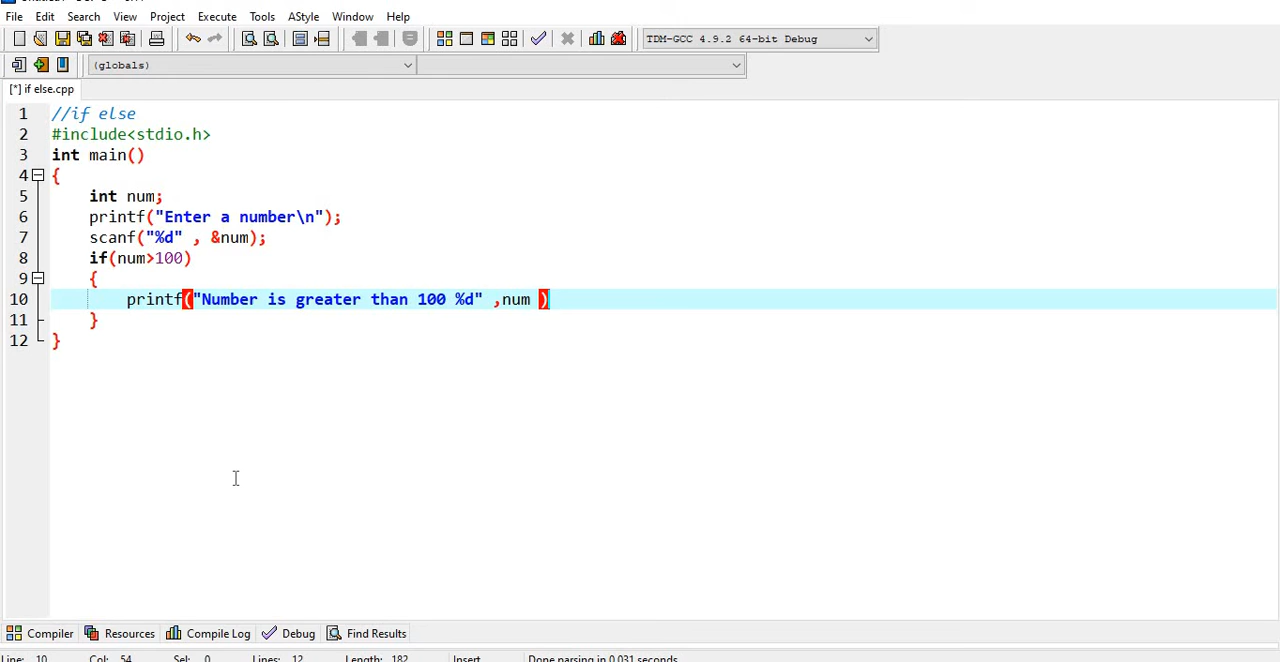 File Edit Search View Project Execute Tools AStyle Window Help
TDM-GCC 4.9.2 64-bit Debug
(globals)
[*] if else.cpp
1 //if else
2 #include<stdio.h>
3 int main()
4 {
5 int num;
6 printf("Enter a number\n");
7 scanf("%d" , &num);
8 if(num>100)
9 {
10 printf("Number is greater than 100 %d" ,num )
11 }
12 }
Compiler Resources Compile Log Debug Find Results
Line: 10 Col: 54 Sel: 0 Lines: 12 Length: 182 Insert Done parsing in 0.031 seconds